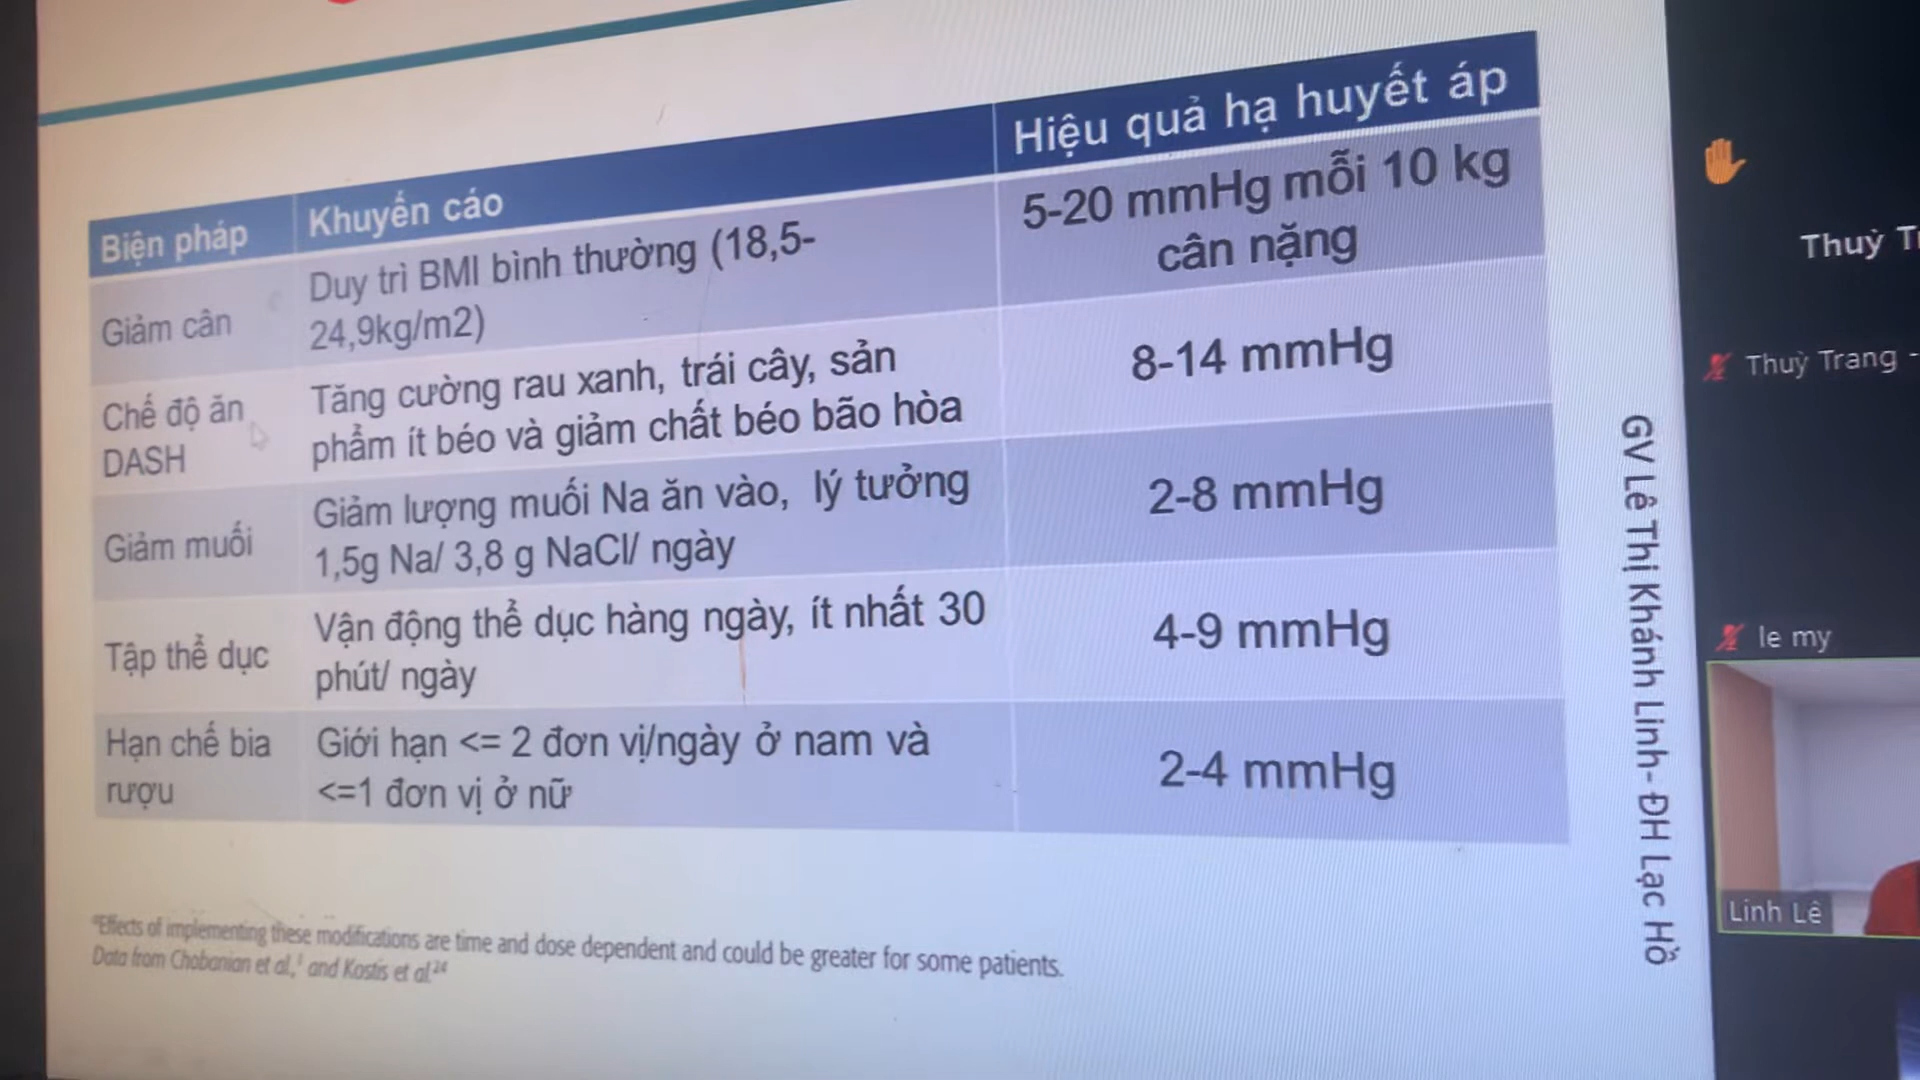 Biện pháp
Khuyến cáo
Hiệu quả hạ huyết áp
Giảm cân
Duy trì BMI bình thường (18,5-
24,9kg/m2)
5-20 mmHg mỗi 10 kg
cân nặng
Chế độ ăn
DASH
Tăng cường rau xanh, trái cây, sản
phẩm ít béo và giảm chất béo bão hòa
8-14 mmHg
Giảm muối
Giảm lượng muối Na ăn vào, lý tưởng
1,5g Na/ 3,8 g NaCl/ ngày
2-8 mmHg
Tập thể dục
Vận động thể dục hàng ngày, ít nhất 30
phút/ ngày
4-9 mmHg
Hạn chế bia
rượu
Giới hạn <= 2 đơn vị/ngày ở nam và
<=1 đơn vị ở nữ
2-4 mmHg
ᵃEffects of implementing these modifications are time and dose dependent and could be greater for some patients.
Data from Chobanian et al.,¹ and Kostis et al.²⁴
GV Lê Thị Khánh Linh- ĐH Lạc Hồ
Thuỳ
Thuỳ Trang -
le my
Linh Lê